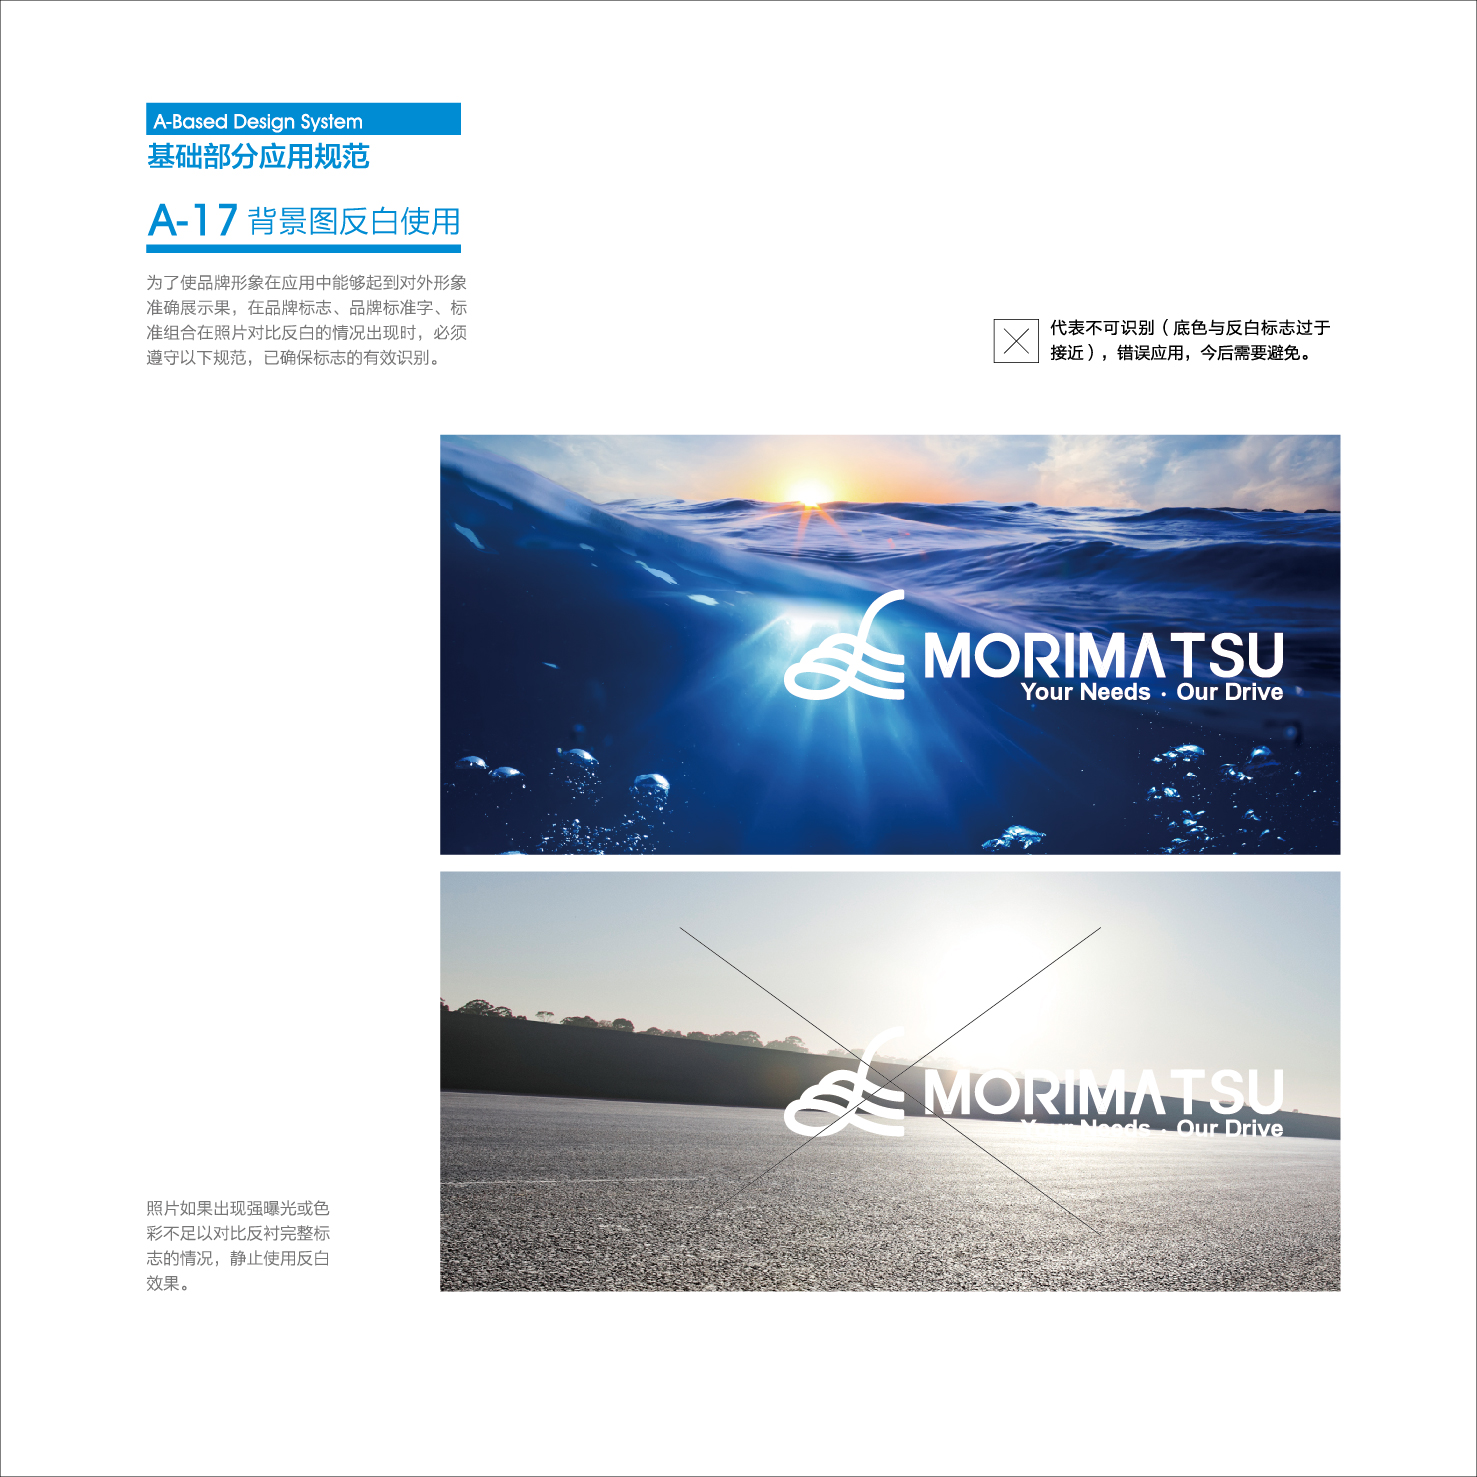 A-Based Design System
基础部分应用规范
A-17 背景图反白使用
为了使品牌形象在应用中能够起到对外形象
准确展示果，在品牌标志、品牌标准字、标
准组合在照片对比反白的情况出现时，必须
遵守以下规范，已确保标志的有效识别。
代表不可识别（底色与反白标志过于
接近），错误应用，今后需要避免。
MORIMATSU
Your Needs · Our Drive
MORIMATSU
Your Needs · Our Drive
照片如果出现强曝光或色
彩不足以对比反衬完整标
志的情况，静止使用反白
效果。